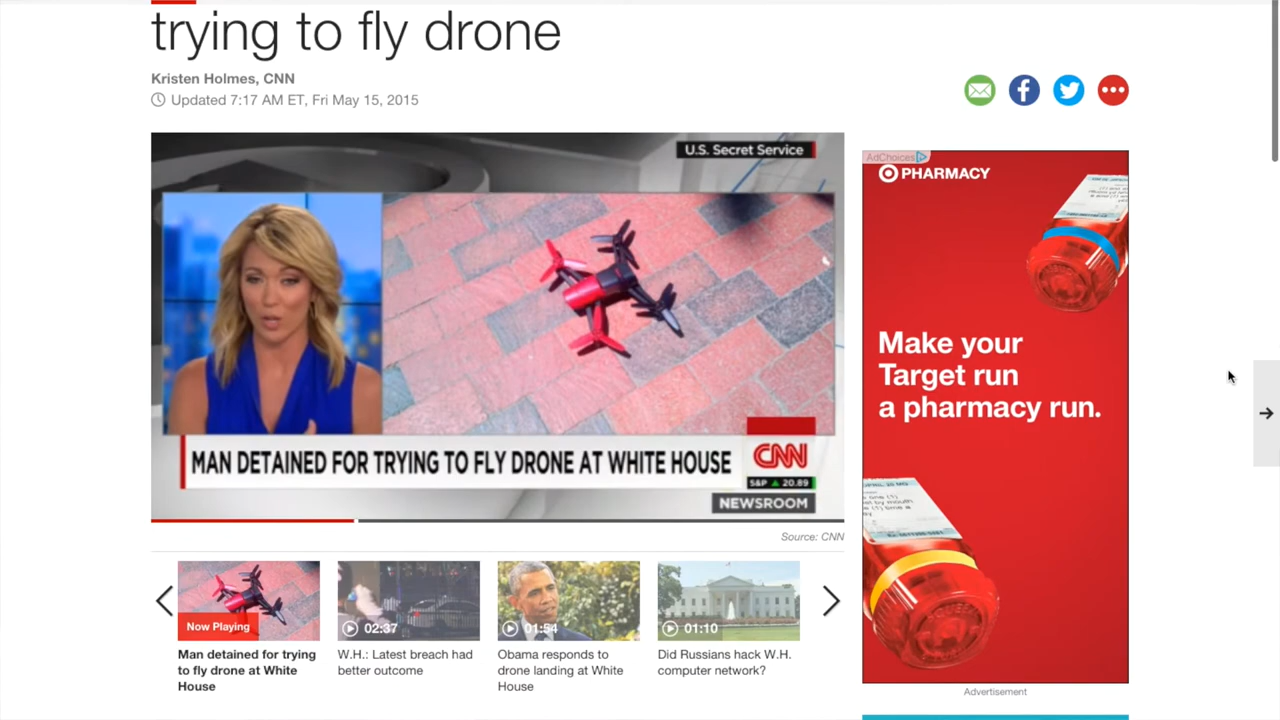 trying to fly drone
Kristen Holmes, CNN
Updated 7:17 AM ET, Fri May 15, 2015
U.S. Secret Service
MAN DETAINED FOR TRYING TO FLY DRONE AT WHITE HOUSE
CNN
S&P ▲ 20.89
NEWSROOM
Source: CNN
AdChoices
PHARMACY
Make your
Target run
a pharmacy run.
Advertisement
Now Playing
02:37
01:54
01:10
Man detained for trying
to fly drone at White
House
W.H.: Latest breach had
better outcome
Obama responds to
drone landing at White
House
Did Russians hack W.H.
computer network?